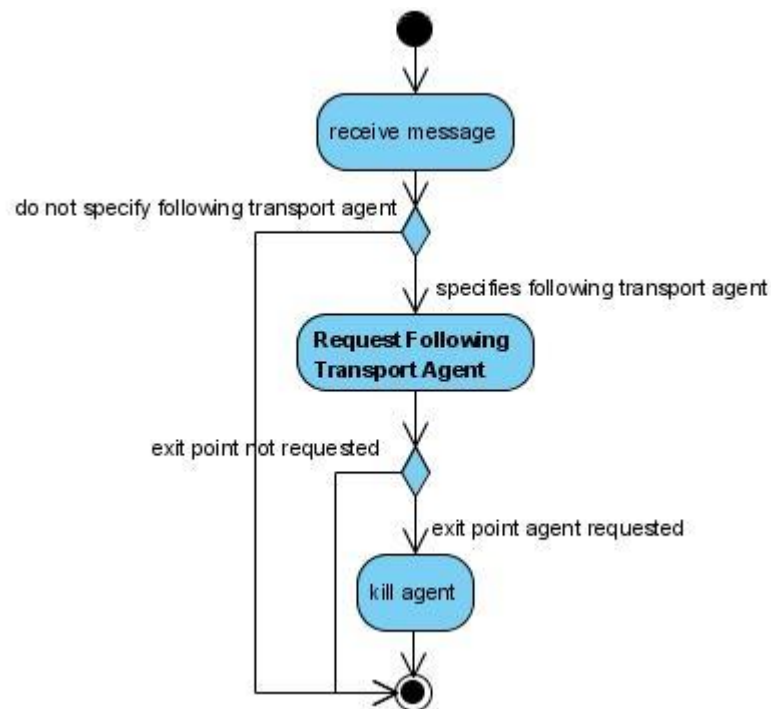 receive message
do not specify following transport agent
specifies following transport agent
Request Following
Transport Agent
exit point not requested
exit point agent requested
kill agent